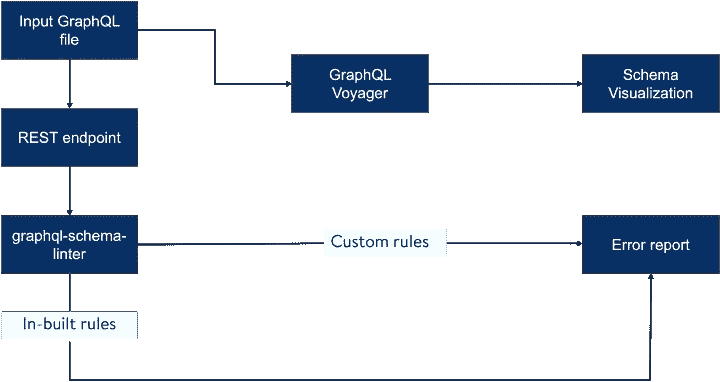 Input GraphQL
file
GraphQL
Voyager
Schema
Visualization
REST endpoint
graphql-schema-
linter
Custom rules
Error report
In-built rules